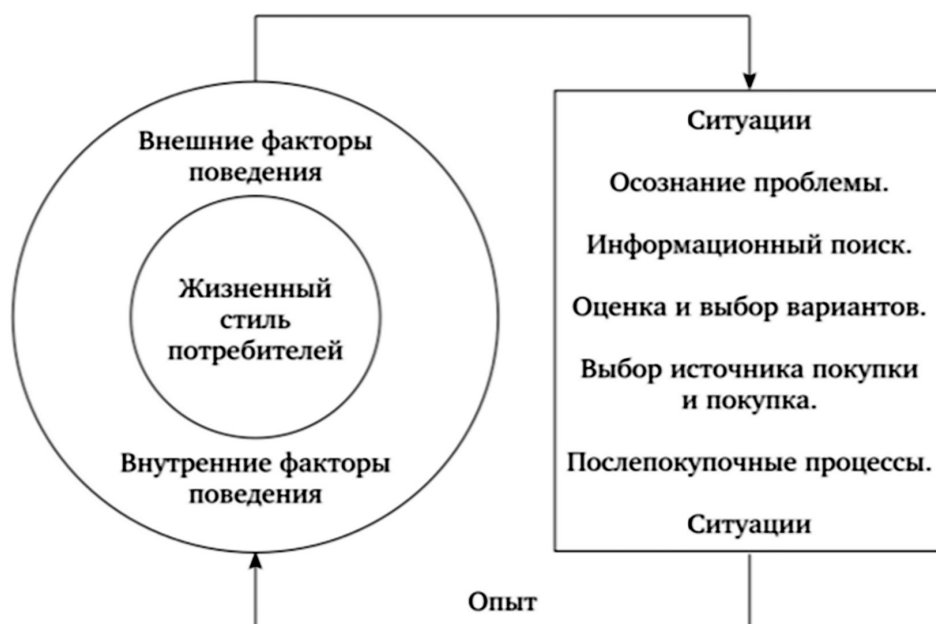 Внешние факторы
поведения
Жизненный
стиль
потребителей
Внутренние факторы
поведения
Ситуации
Осознание проблемы.
Информационный поиск.
Оценка и выбор вариантов.
Выбор источника покупки
и покупка.
Послепокупочные процессы.
Ситуации
Опыт